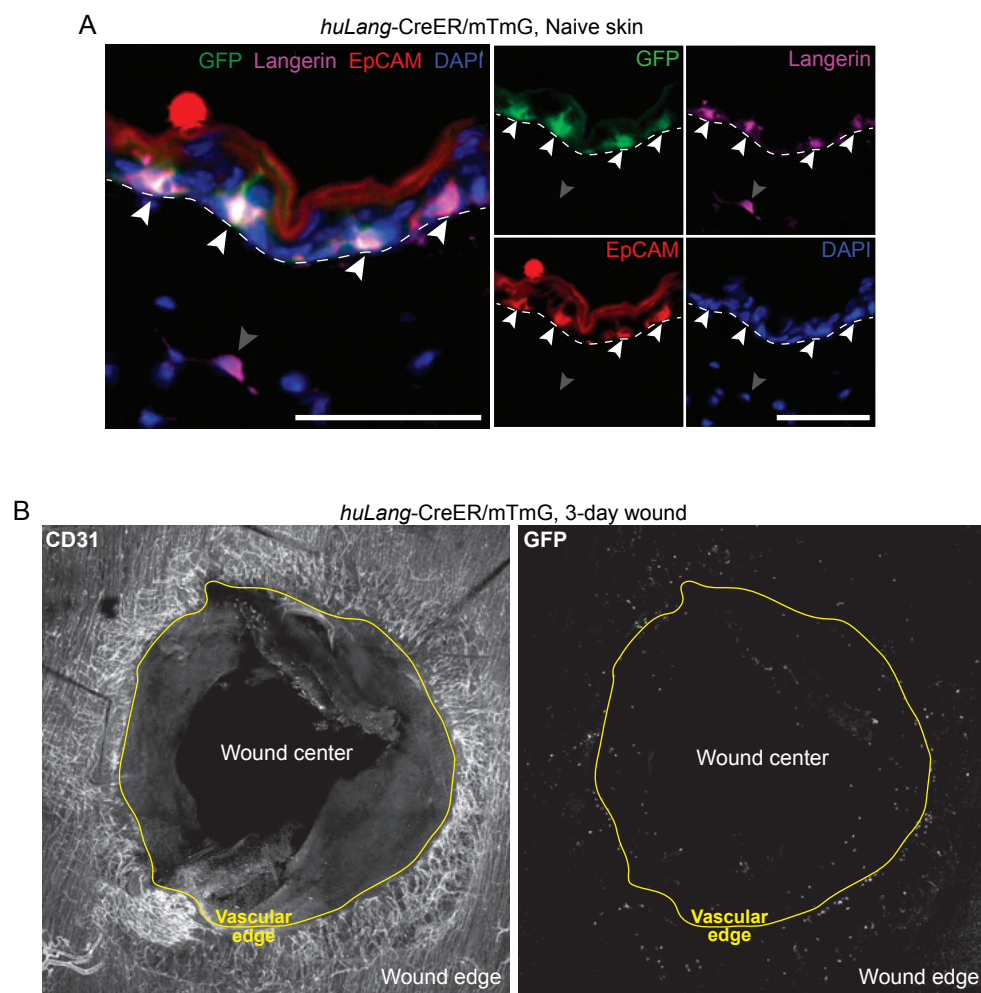 A
huLang-CreER/mTmG, Naive skin
GFP Langerin EpCAM DAPI
GFP
Langerin
EpCAM
DAPI
B
huLang-CreER/mTmG, 3-day wound
CD31
Wound center
Vascular
edge
Wound edge
GFP
Wound center
Vascular
edge
Wound edge